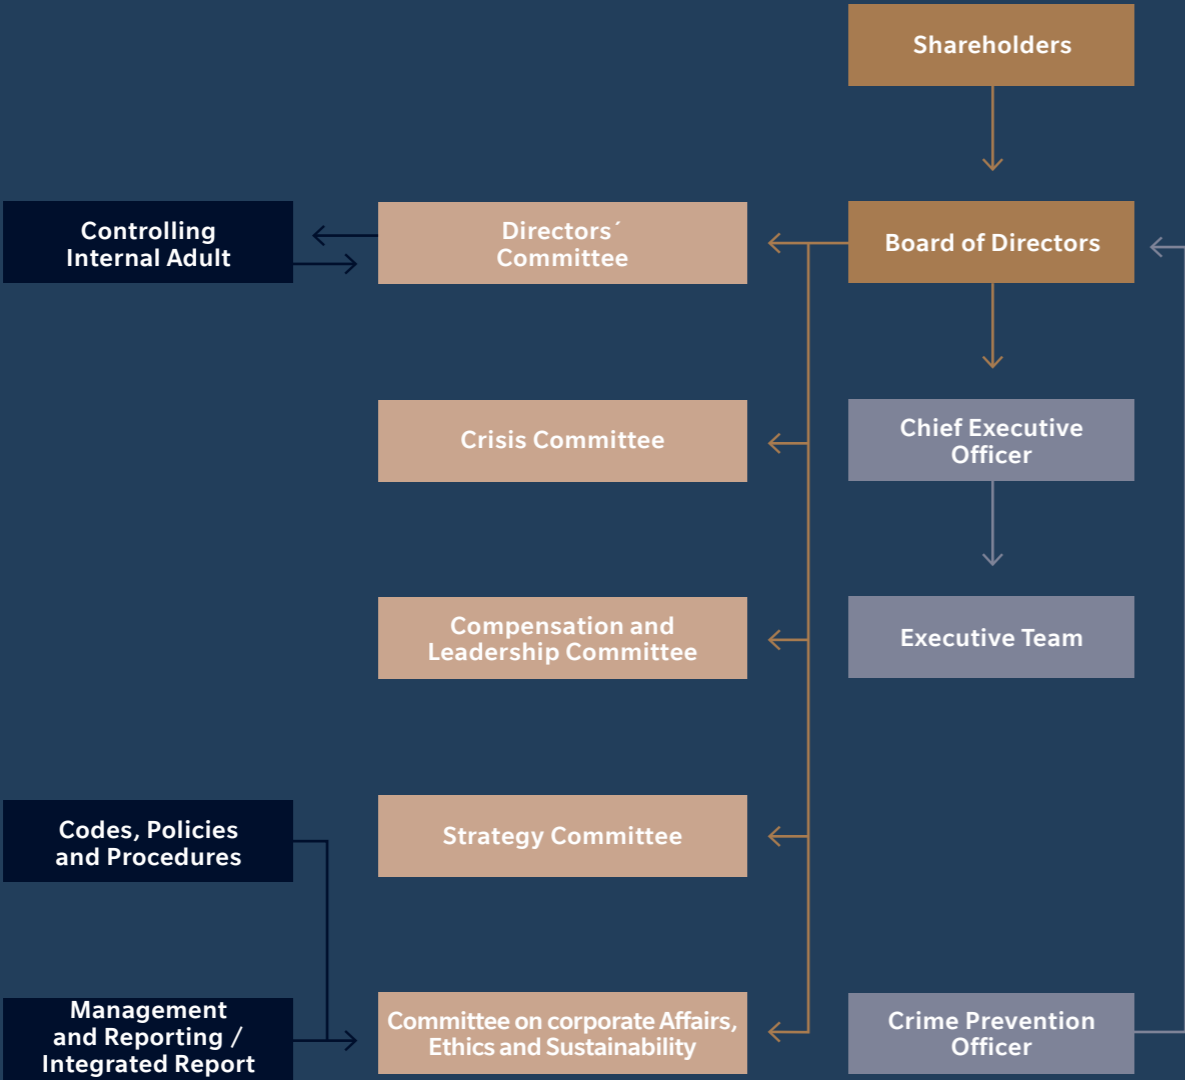 Shareholders
Controlling
Internal Adult
Directors´
Committee
Board of Directors
Crisis Committee
Chief Executive
Officer
Compensation and
Leadership Committee
Executive Team
Codes, Policies
and Procedures
Strategy Committee
Management
and Reporting /
Integrated Report
Committee on corporate Affairs,
Ethics and Sustainability
Crime Prevention
Officer